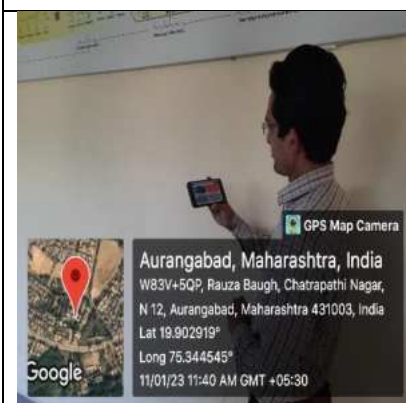 GPS Map Camera
Aurangabad, Maharashtra, India
W83V+5QP, Rauza Baugh, Chatrapathi Nagar,
N 12, Aurangabad, Maharashtra 431003, India
Lat 19.902919°
Long 75.344545°
11/01/23 11:40 AM GMT +05:30
Google